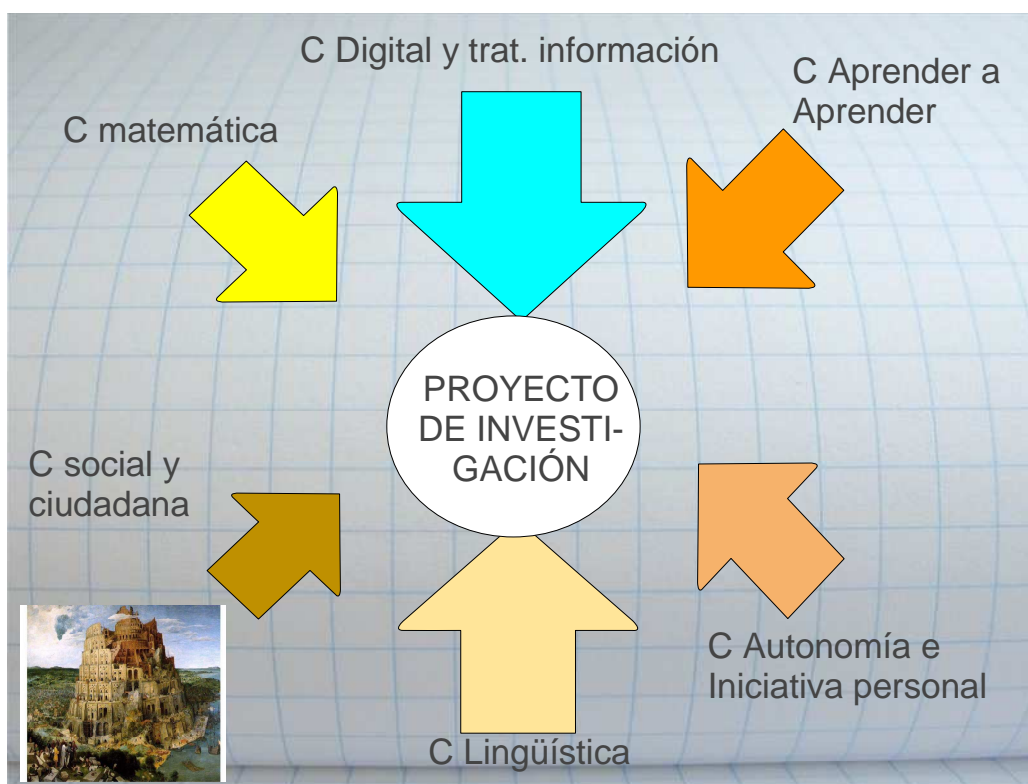 C Digital y trat. información
C Aprender a
Aprender
C matemática
PROYECTO
DE INVESTI-
GACIÓN
C social y
ciudadana
C Autonomía e
Iniciativa personal
C Lingüística